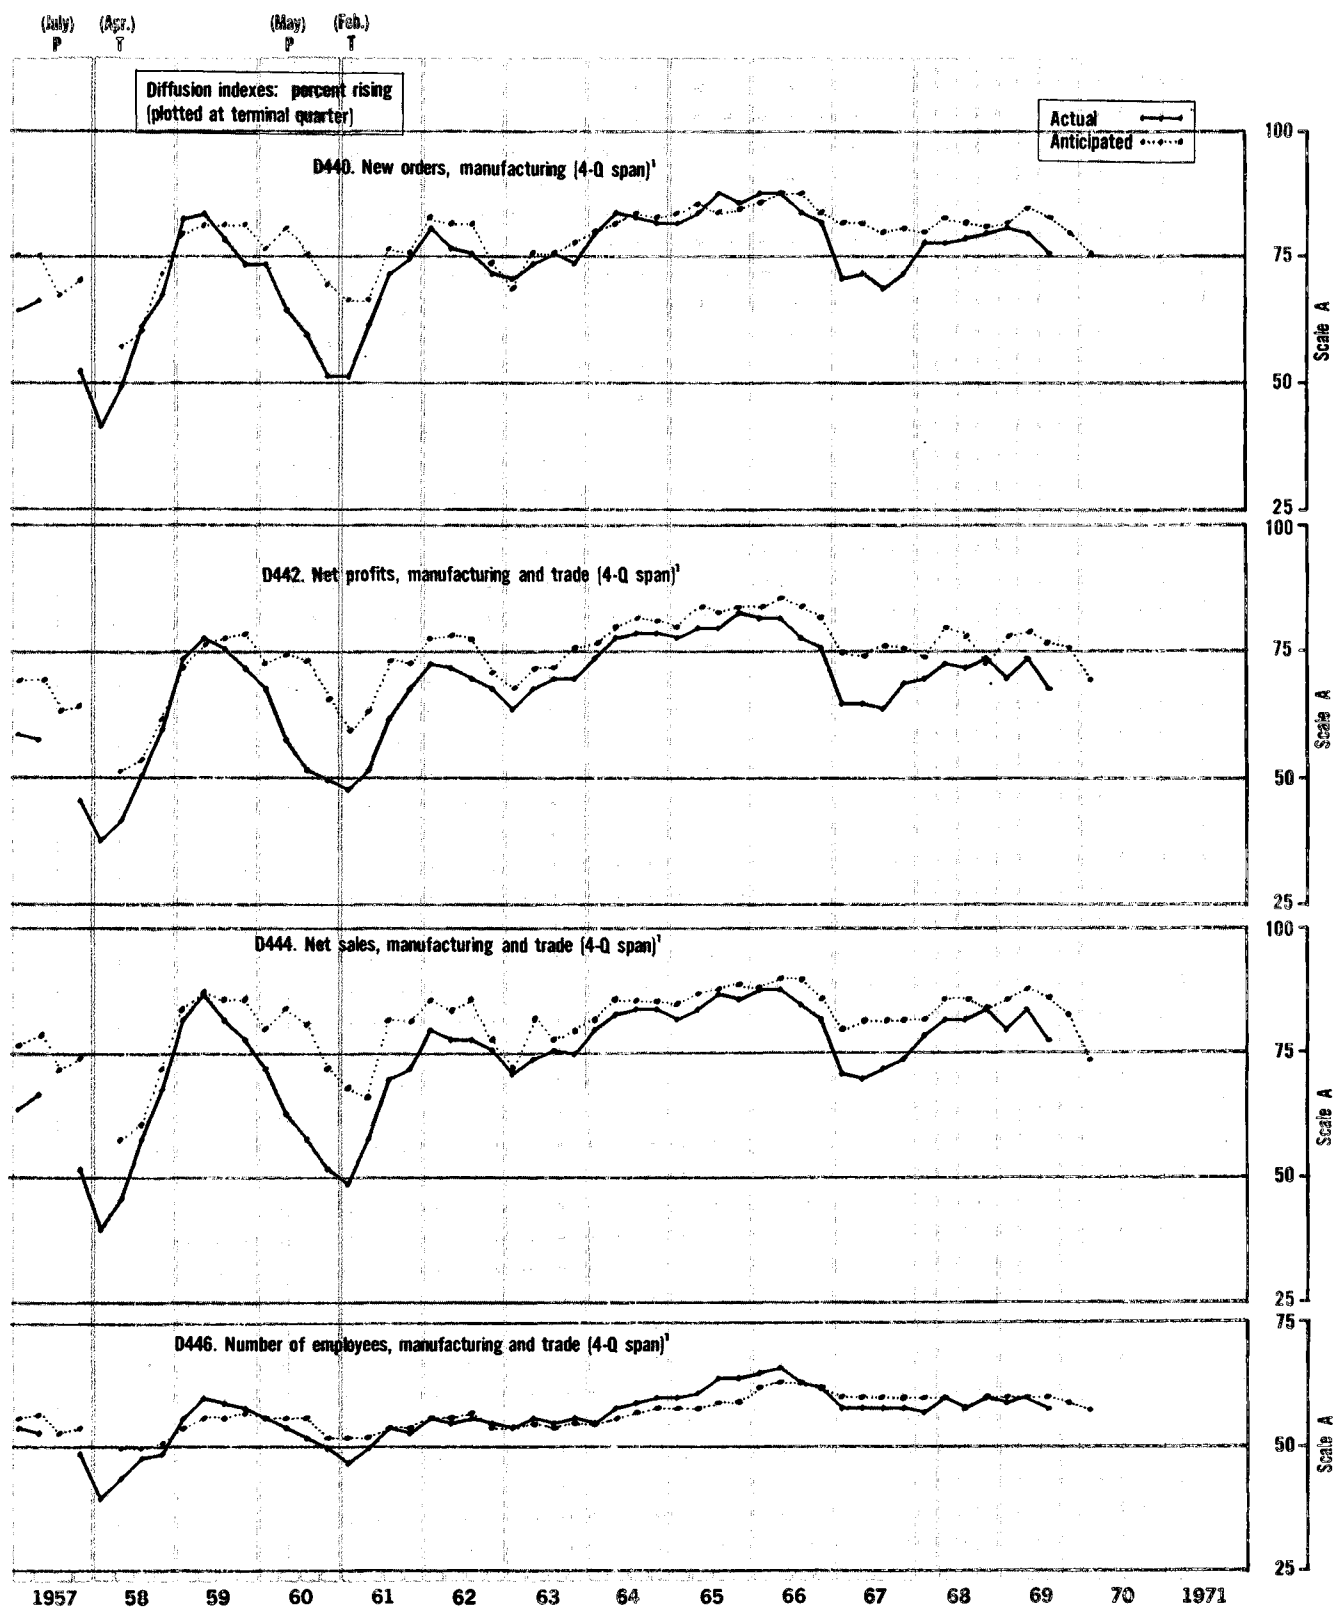 (July) (Apr.) (May) (Feb.)
P T P T
Diffusion indexes: percent rising
(plotted at terminal quarter)
Actual
Anticipated
100
D440. New orders, manufacturing (4-Q span)¹
75
Scale A
50
25
100
D442. Net profits, manufacturing and trade (4-Q span)¹
75
Scale A
50
25
100
D444. Net sales, manufacturing and trade (4-Q span)¹
75
Scale A
50
25
75
D446. Number of employees, manufacturing and trade (4-Q span)¹
50
Scale A
25
1957 58 59 60 61 62 63 64 65 66 67 68 69 70 1971